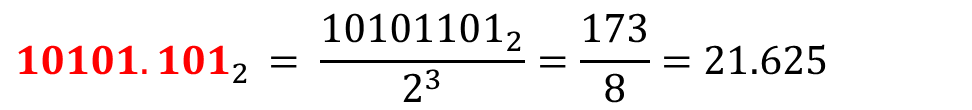 10101.101₂ = 10101101₂/2³ = 173/8 = 21.625